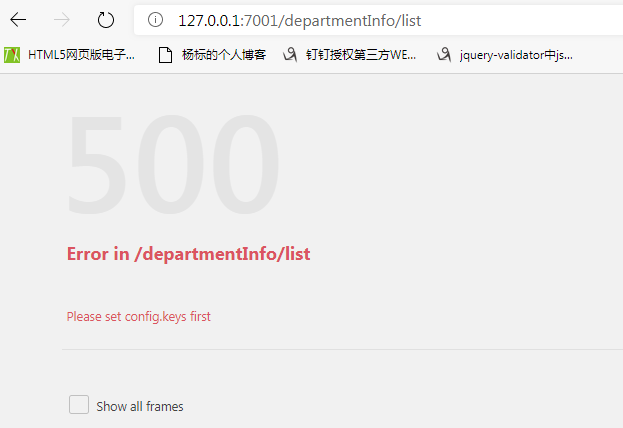 127.0.0.1:7001/departmentInfo/list
HTML5网页版电子... 杨标的个人博客 钉钉授权第三方WE... jquery-validator中js...
500
Error in /departmentInfo/list
Please set config.keys first
Show all frames